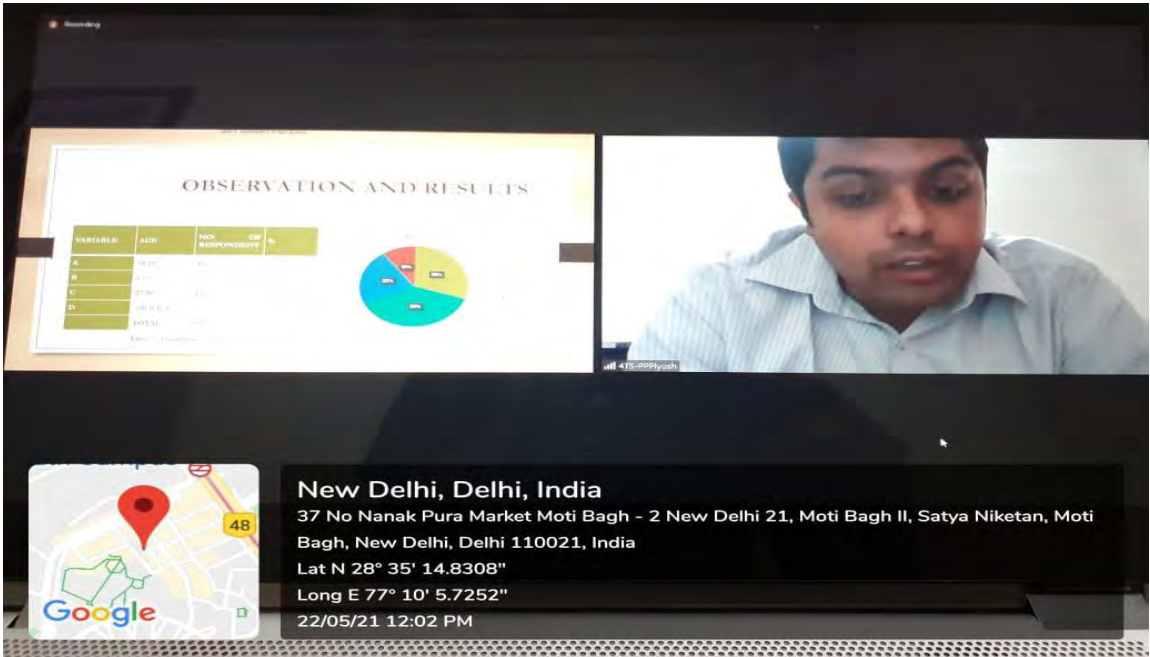 Recording
OBSERVATION AND RESULTS
VARIABLE AGE NO OF RESPONDENT %
A
B
C
D
TOTAL
4TS-PPPiyush
48
Google
New Delhi, Delhi, India
37 No Nanak Pura Market Moti Bagh - 2 New Delhi 21, Moti Bagh II, Satya Niketan, Moti
Bagh, New Delhi, Delhi 110021, India
Lat N 28° 35' 14.8308"
Long E 77° 10' 5.7252"
22/05/21 12:02 PM